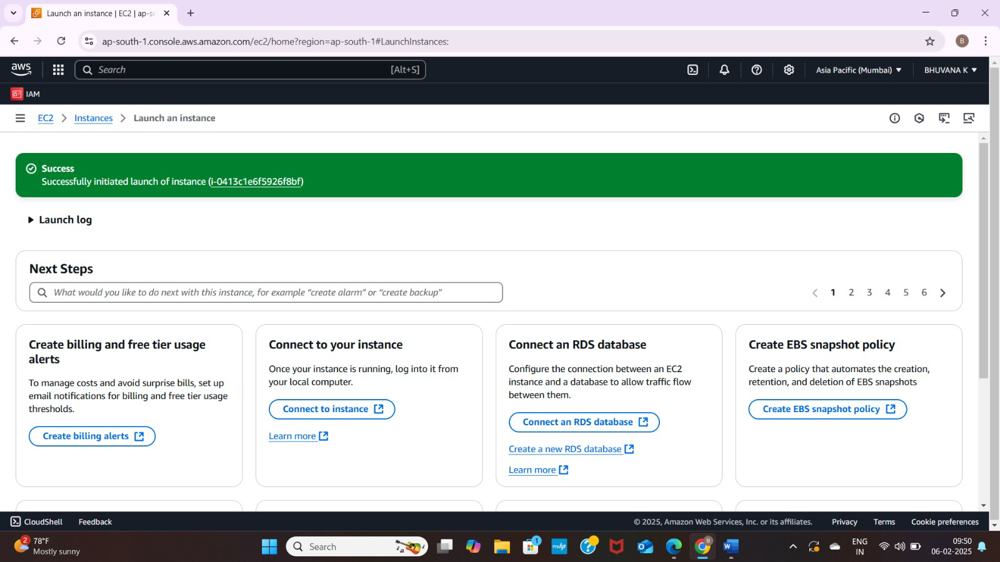 Launch an instance | EC2 | ap-so
ap-south-1.console.aws.amazon.com/ec2/home?region=ap-south-1#LaunchInstances:
B
aws
Search
[Alt+S]
Asia Pacific (Mumbai)
BHUVANA K
IAM
EC2
Instances
Launch an instance
Success
Successfully initiated launch of instance (i-0413c1e6f5926f8bf)
Launch log
Next Steps
What would you like to do next with this instance, for example “create alarm” or “create backup”
1 2 3 4 5 6
Create billing and free tier usage
alerts
To manage costs and avoid surprise bills, set up
email notifications for billing and free tier usage
thresholds.
Create billing alerts
Connect to your instance
Once your instance is running, log into it from
your local computer.
Connect to instance
Learn more
Connect an RDS database
Configure the connection between an EC2
instance and a database to allow traffic flow
between them.
Connect an RDS database
Create a new RDS database
Learn more
Create EBS snapshot policy
Create a policy that automates the creation,
retention, and deletion of EBS snapshots
Create EBS snapshot policy
CloudShell
Feedback
© 2025, Amazon Web Services, Inc. or its affiliates.
Privacy
Terms
Cookie preferences
2
78°F
Mostly sunny
Search
1
myhp
B
W
ENG
IN
09:50
06-02-2025